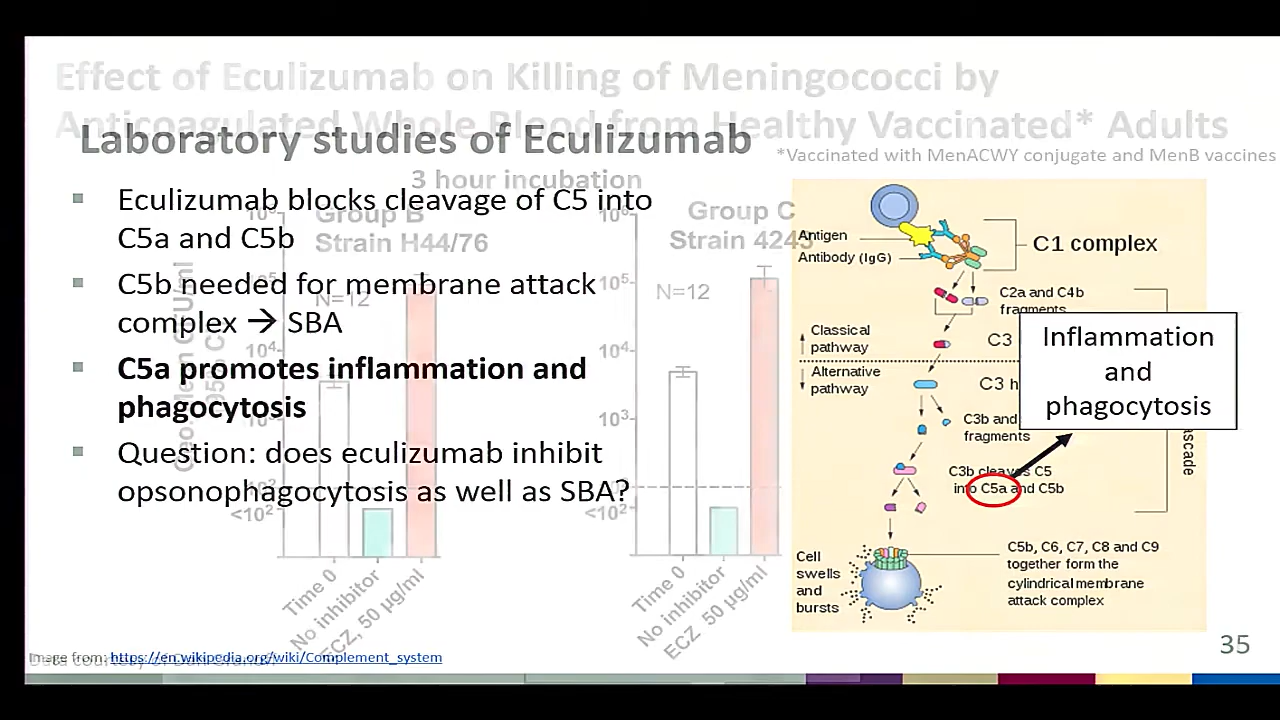 Effect of Eculizumab on Killing of Meningococci by
Anticoagulated Whole Blood from Healthy Vaccinated* Adults
Laboratory studies of Eculizumab
*Vaccinated with MenACWY conjugate and MenB vaccines
3 hour incubation
Eculizumab blocks cleavage of C5 into
C5a and C5b
C5b needed for membrane attack
complex → SBA
C5a promotes inflammation and
phagocytosis
Question: does eculizumab inhibit
opsonophagocytosis as well as SBA?
Group B
Strain H44/76
N=12
10⁴
<10²
Time 0
No inhibitor
ECZ, 50 µg/ml
Group C
Strain 4243
N=12
10⁵
10⁴
10³
<10²
Time 0
No inhibitor
ECZ, 50 µg/ml
Antigen
Antibody (IgG)
C1 complex
C2a and C4b
fragments
Classical
pathway
C3
Alternative
pathway
C3
Inflammation
and
phagocytosis
C3b and
fragments
C3b cleaves C5
into C5a and C5b
Cell
swells
and
bursts
C5b, C6, C7, C8 and C9
together form the
cylindrical membrane
attack complex
Image from: https://en.wikipedia.org/wiki/Complement_system
35